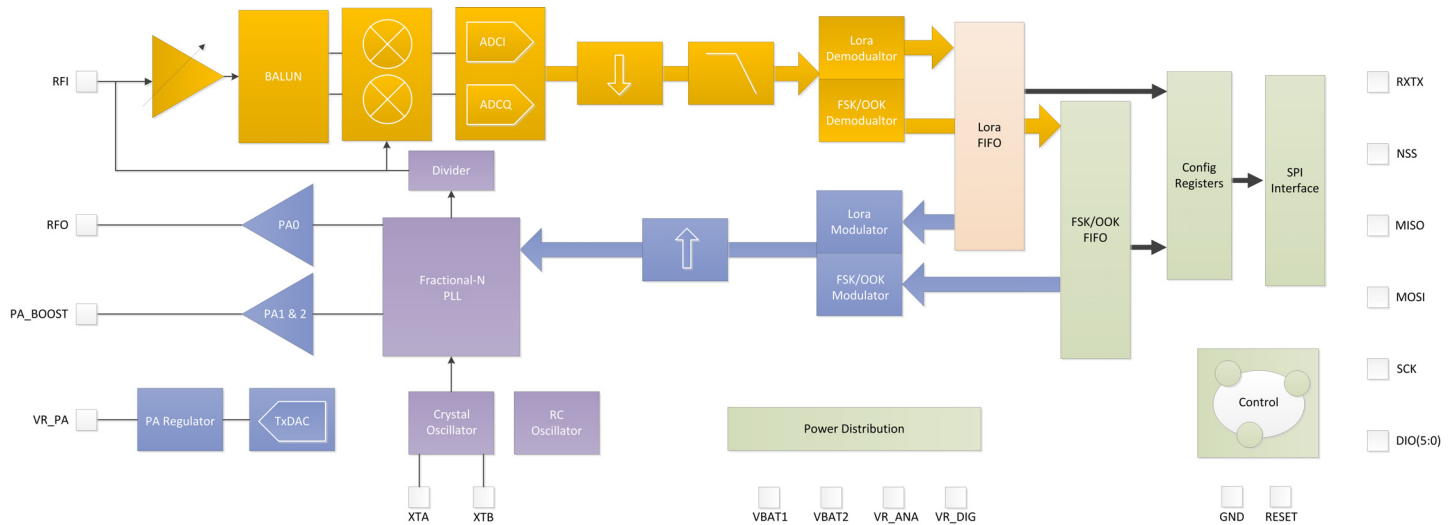 RFI
BALUN
ADCI
ADCQ
Lora
Demodualtor
FSK/OOK
Demodualtor
Lora
FIFO
Config
Registers
SPI
Interface
RXTX
NSS
MISO
MOSI
SCK
DIO(5:0)
Divider
RFO
PA0
Fractional-N
PLL
Lora
Modulator
FSK/OOK
Modulator
FSK/OOK
FIFO
PA_BOOST
PA1 & 2
VR_PA
PA Regulator
TxDAC
Crystal
Oscillator
RC
Oscillator
Power Distribution
Control
XTA
XTB
VBAT1
VBAT2
VR_ANA
VR_DIG
GND
RESET